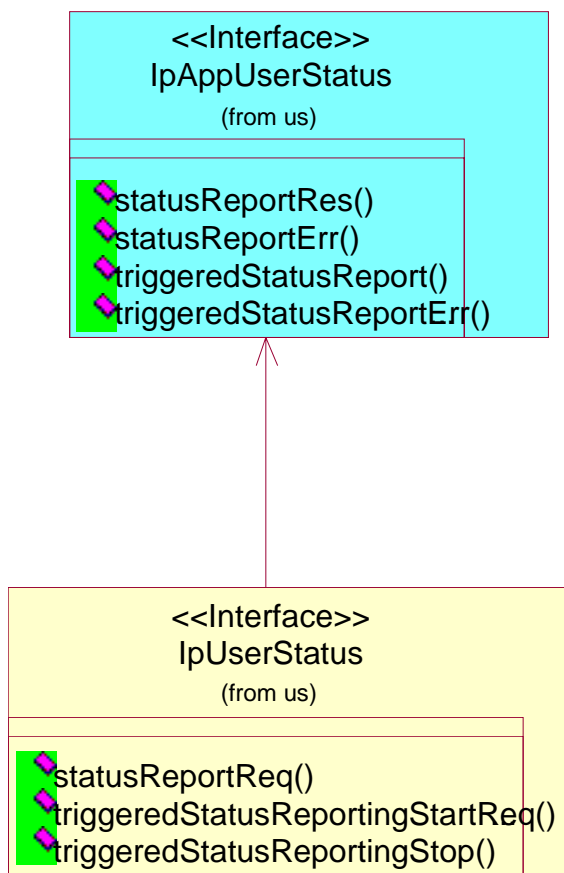 <<Interface>>
IpAppUserStatus
(from us)
statusReportRes()
statusReportErr()
triggeredStatusReport()
triggeredStatusReportErr()
<<Interface>>
IpUserStatus
(from us)
statusReportReq()
triggeredStatusReportingStartReq()
triggeredStatusReportingStop()